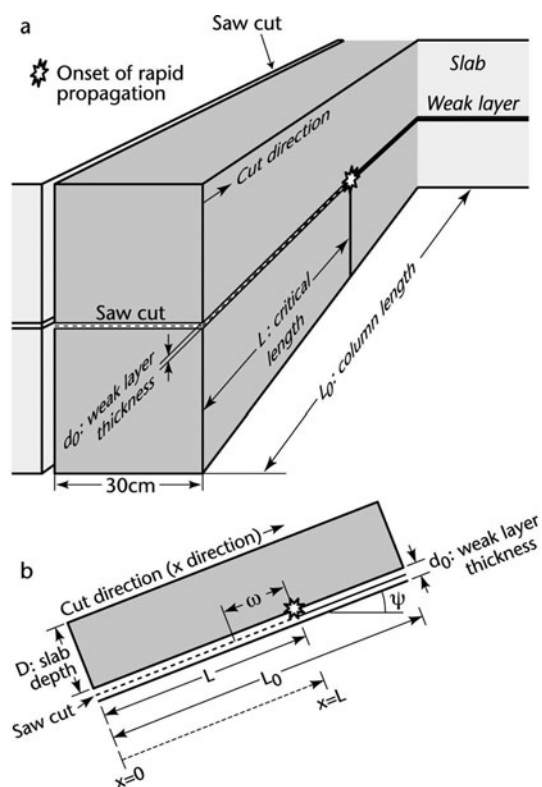 a
Saw cut
Onset of rapid
propagation
Slab
Weak layer
Cut direction
Saw cut
L: critical
length
L₀: column length
d₀: weak layer
thickness
30cm
b
Cut direction (x direction)
d₀: weak layer
thickness
ω
ψ
D: slab
depth
L
L₀
Saw cut
x=L
x=0